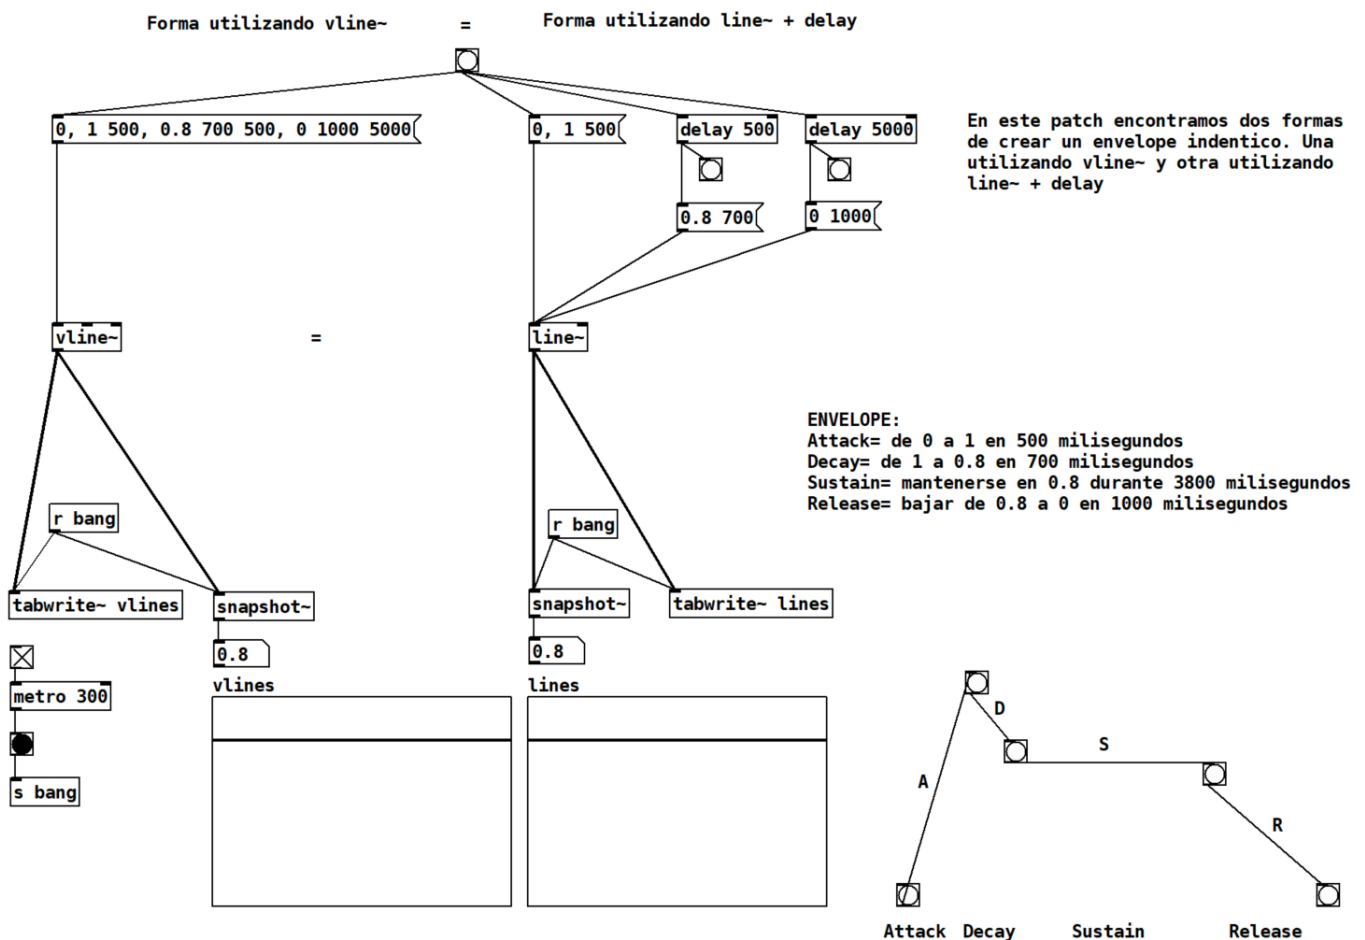 Forma utilizando vline~
=
Forma utilizando line~ + delay
0, 1 500, 0.8 700 500, 0 1000 5000
0, 1 500
delay 500
delay 5000
En este patch encontramos dos formas
de crear un envelope indentico. Una
utilizando vline~ y otra utilizando
line~ + delay
0.8 700
0 1000
vline~
=
line~
ENVELOPE:
Attack= de 0 a 1 en 500 milisegundos
Decay= de 1 a 0.8 en 700 milisegundos
Sustain= mantenerse en 0.8 durante 3800 milisegundos
Release= bajar de 0.8 a 0 en 1000 milisegundos
r bang
r bang
tabwrite~ vlines
snapshot~
snapshot~
tabwrite~ lines
0.8
0.8
metro 300
s bang
vlines
lines
D
S
A
R
Attack
Decay
Sustain
Release